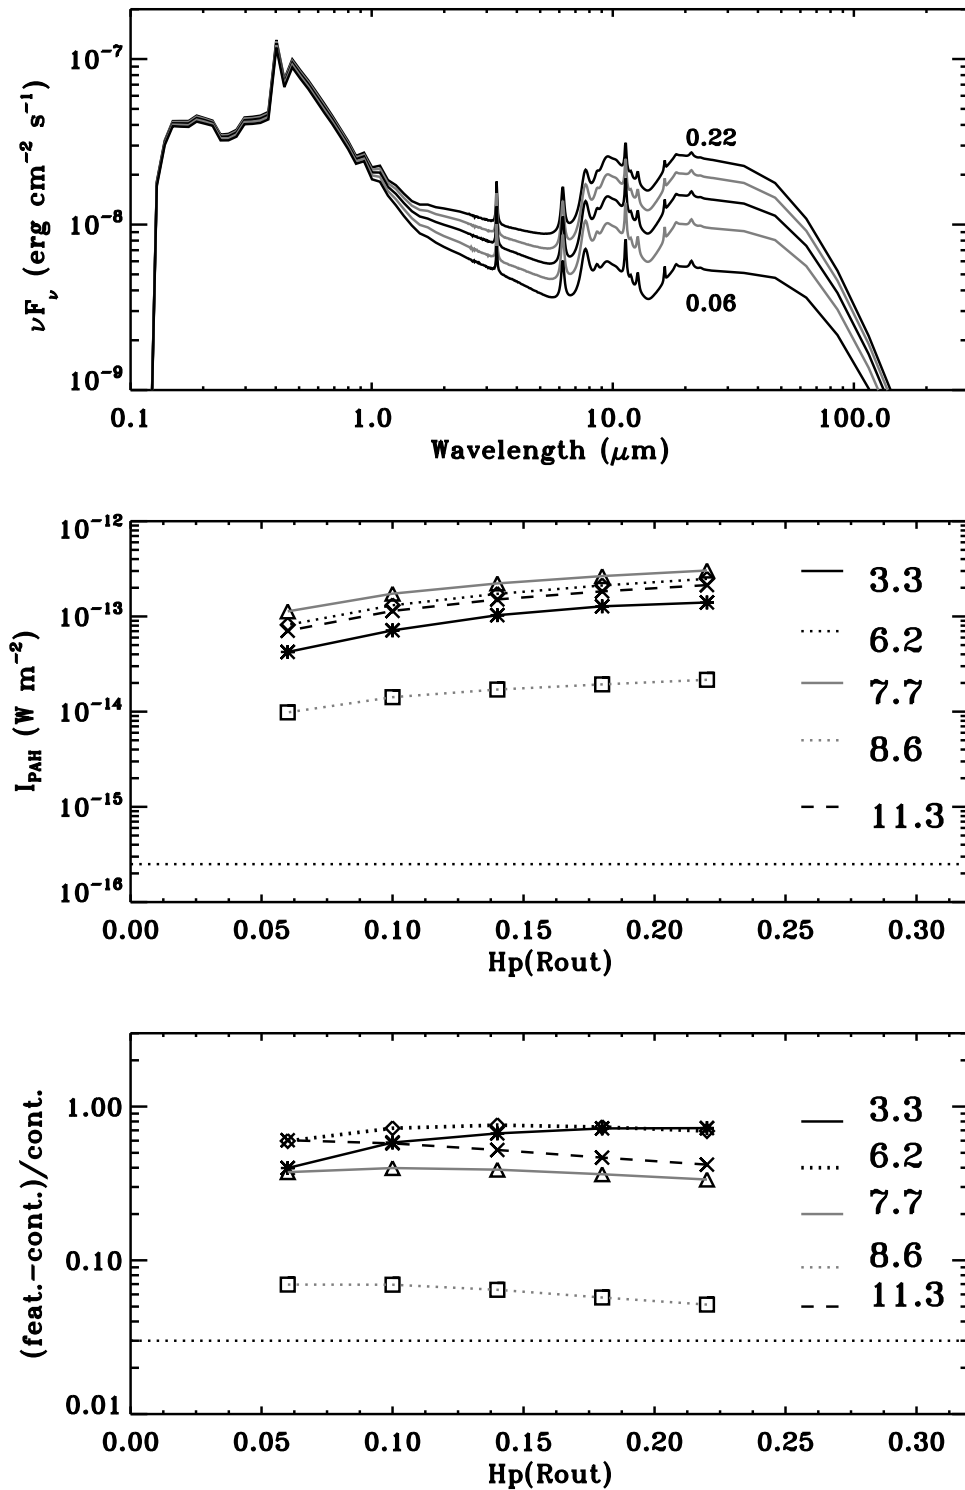 10⁻⁷
10⁻⁸
10⁻⁹
νFν (erg cm⁻² s⁻¹)
0.22
0.06
0.1 1.0 10.0 100.0
Wavelength (μm)
10⁻¹²
10⁻¹³
10⁻¹⁴
10⁻¹⁵
10⁻¹⁶
I_PAH (W m⁻²)
3.3
6.2
7.7
8.6
11.3
0.00 0.05 0.10 0.15 0.20 0.25 0.30
Hp(Rout)
1.00
0.10
0.01
(feat.−cont.)/cont.
3.3
6.2
7.7
8.6
11.3
0.00 0.05 0.10 0.15 0.20 0.25 0.30
Hp(Rout)